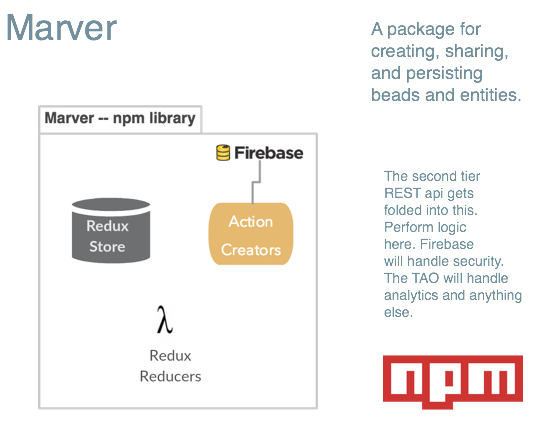 Marver
A package for
creating, sharing,
and persisting
beads and entities.
Marver -- npm library
Firebase
Redux
Store
Action
Creators
λ
Redux
Reducers
The second tier
REST api gets
folded into this.
Perform logic
here. Firebase
will handle security.
The TAO will handle
analytics and anything
else.
npm